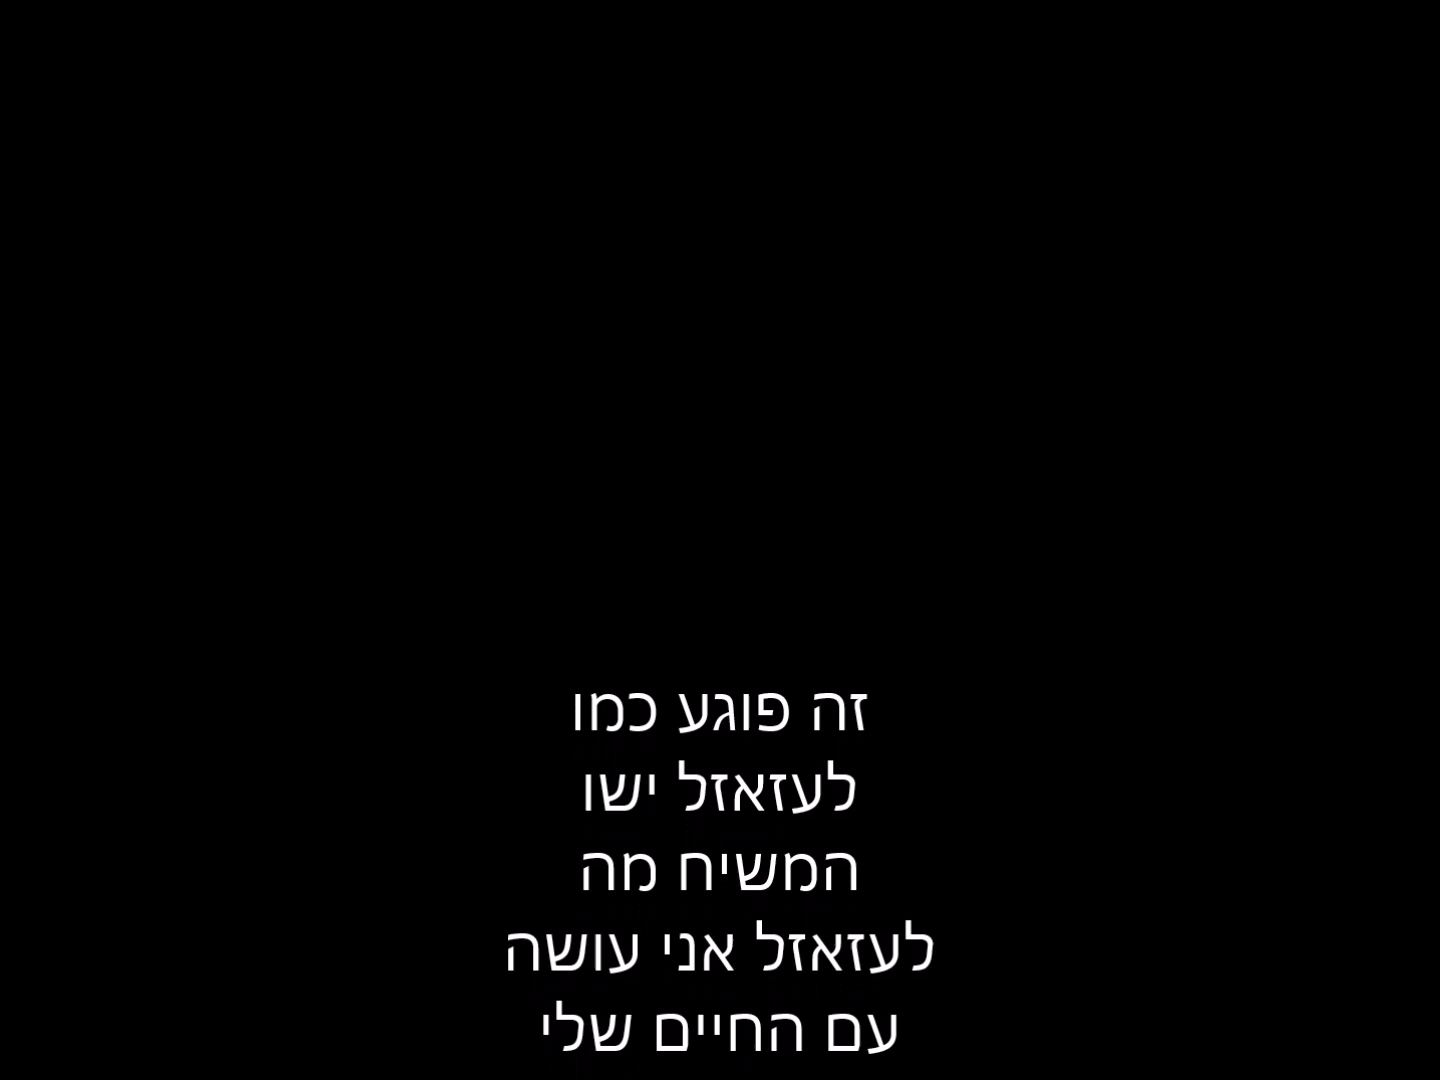 זה פוגע כמו
לעזאזל ישו
המשיח מה
לעזאזל אני עושה
עם החיים שלי